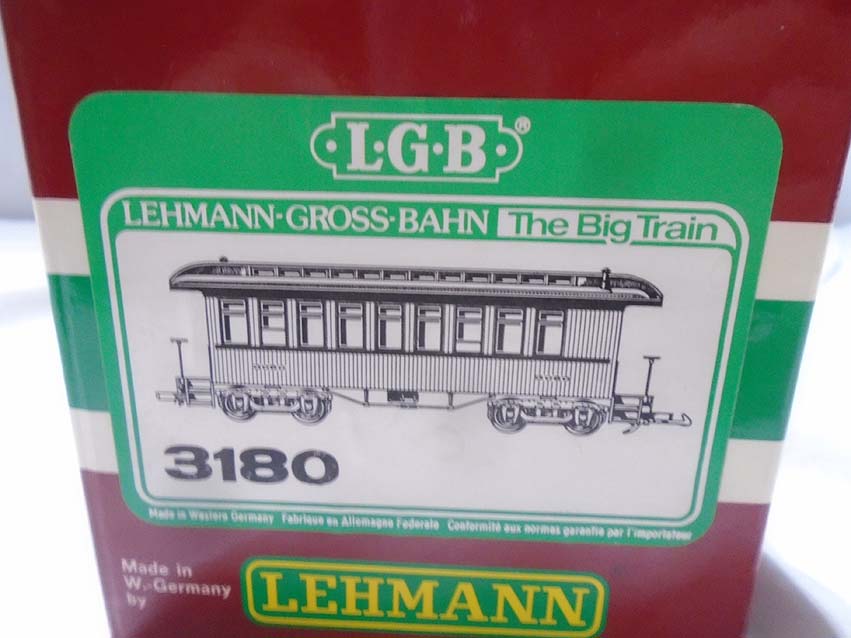 L·G·B®
LEHMANN·GROSS·BAHN The Big Train
3180
Made in Western Germany Fabrique en Allemagne Federale Conformité aux normes garantie par l'importateur
Made in
W.-Germany
by
LEHMANN